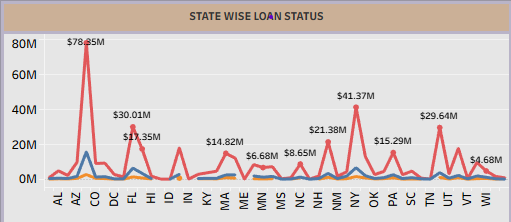 STATE WISE LOAN STATUS
80M
$78.35M
60M
40M
$41.37M
$30.01M
$29.64M
20M
$17.35M
$21.38M
$14.82M
$15.29M
$6.68M
$8.65M
$4.68M
0M
AL AZ CO DC FL HI ID IN KY MA ME MN MS NC NH NM NY OK PA SC TN UT VT WI